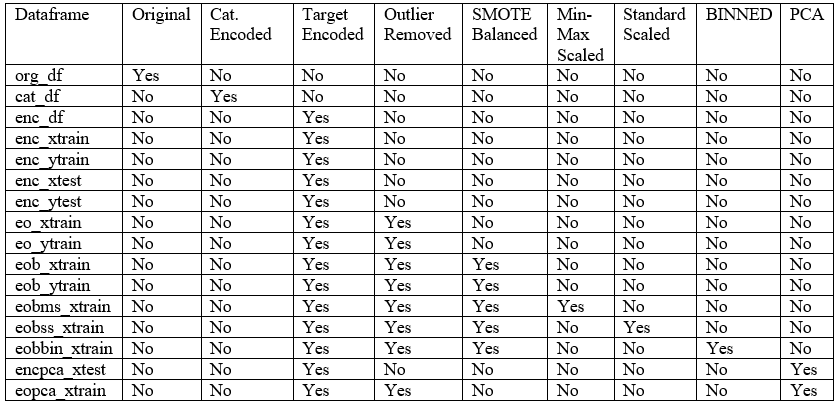 Dataframe Original Cat. Encoded Target Encoded Outlier Removed SMOTE Balanced Min-Max Scaled Standard Scaled BINNED PCA
org_df Yes No No No No No No No No
cat_df No Yes No No No No No No No
enc_df No No Yes No No No No No No
enc_xtrain No No Yes No No No No No No
enc_ytrain No No Yes No No No No No No
enc_xtest No No Yes No No No No No No
enc_ytest No No Yes No No No No No No
eo_xtrain No No Yes Yes No No No No No
eo_ytrain No No Yes Yes No No No No No
eob_xtrain No No Yes Yes Yes No No No No
eob_ytrain No No Yes Yes Yes No No No No
eobms_xtrain No No Yes Yes Yes Yes No No No
eobss_xtrain No No Yes Yes Yes No Yes No No
eobbin_xtrain No No Yes Yes Yes No No Yes No
encpca_xtest No No Yes No No No No No Yes
eopca_xtrain No No Yes Yes No No No No Yes